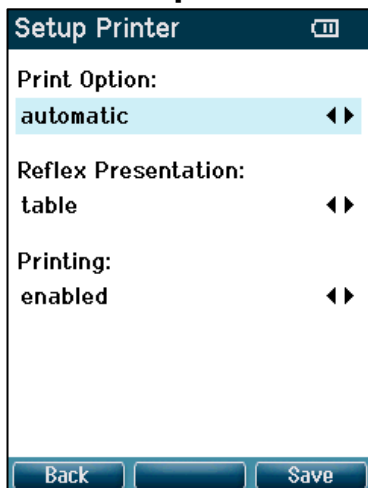 Setup Printer
Print Option:
automatic
Reflex Presentation:
table
Printing:
enabled
Back
Save